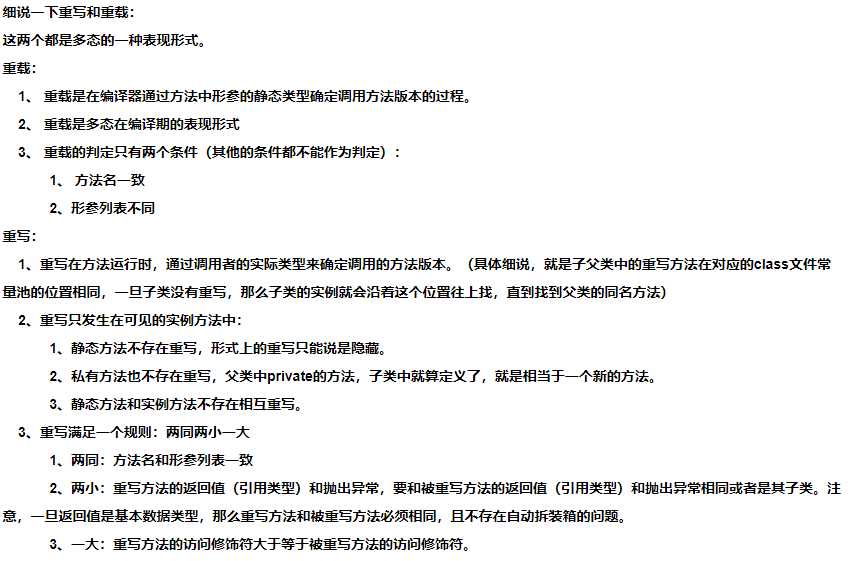 细说一下重写和重载：
这两个都是多态的一种表现形式。
重载：
1、 重载是在编译器通过方法中形参的静态类型确定调用方法版本的过程。
2、 重载是多态在编译期的表现形式
3、 重载的判定只有两个条件（其他的条件都不能作为判定）：
1、 方法名一致
2、形参列表不同
重写：
1、重写在方法运行时，通过调用者的实际类型来确定调用的方法版本。（具体细说，就是子父类中的重写方法在对应的class文件常
量池的位置相同，一旦子类没有重写，那么子类的实例就会沿着这个位置往上找，直到找到父类的同名方法）
2、重写只发生在可见的实例方法中：
1、静态方法不存在重写，形式上的重写只能说是隐藏。
2、私有方法也不存在重写，父类中private的方法，子类中就算定义了，就是相当于一个新的方法。
3、静态方法和实例方法不存在相互重写。
3、重写满足一个规则：两同两小一大
1、两同：方法名和形参列表一致
2、两小：重写方法的返回值（引用类型）和抛出异常，要和被重写方法的返回值（引用类型）和抛出异常相同或者是其子类。注
意，一旦返回值是基本数据类型，那么重写方法和被重写方法必须相同，且不存在自动拆装箱的问题。
3、一大：重写方法的访问修饰符大于等于被重写方法的访问修饰符。